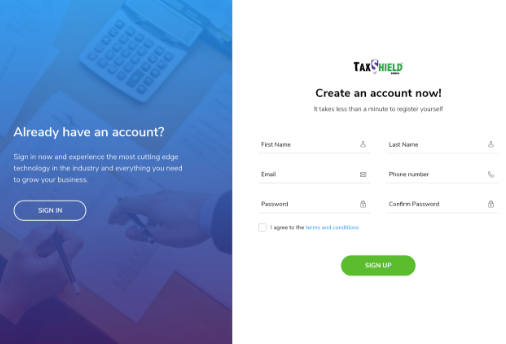 Already have an account?
Sign in now and experience the most cutting edge
technology in the industry and everything you need
to grow your business.
SIGN IN
TAXSHIELD
Create an account now!
It takes less than a minute to register yourself
First Name
Last Name
Email
Phone number
Password
Confirm Password
I agree to the terms and conditions
SIGN UP